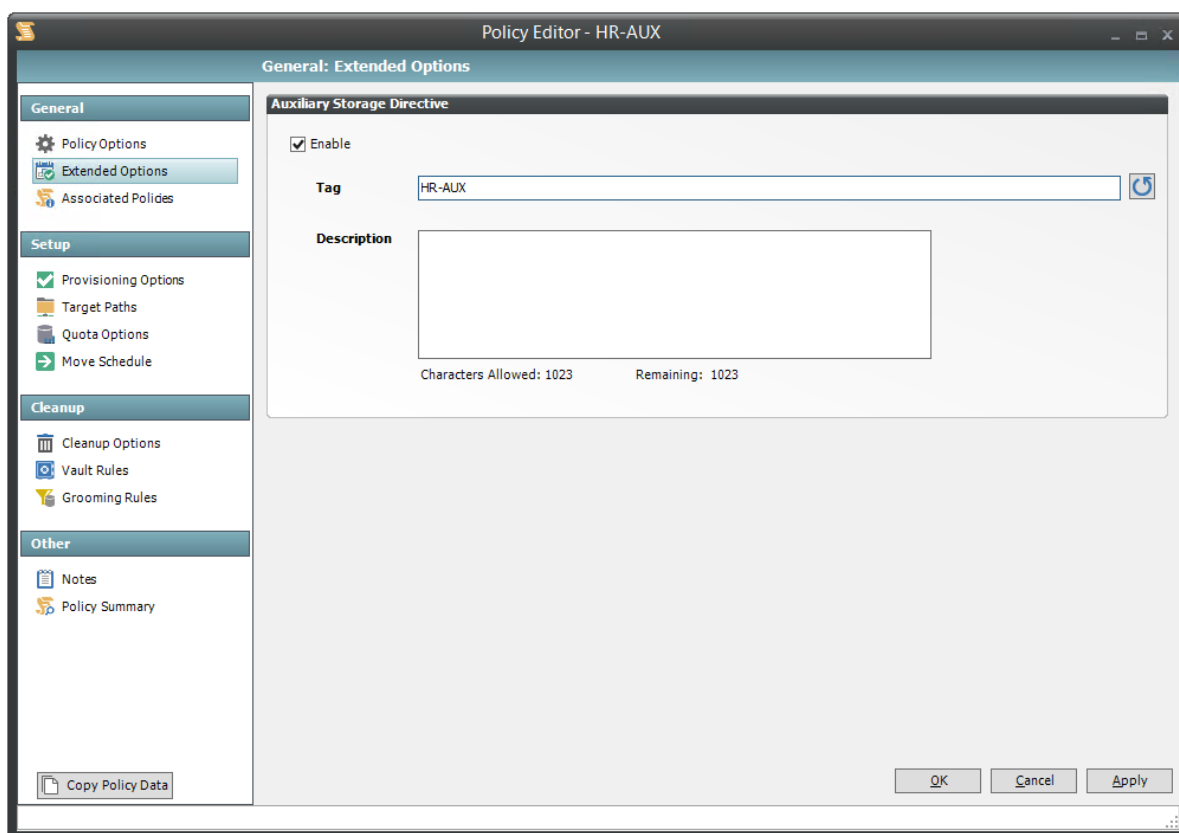 Policy Editor - HR-AUX
General: Extended Options
General
Policy Options
Extended Options
Associated Policies
Setup
Provisioning Options
Target Paths
Quota Options
Move Schedule
Cleanup
Cleanup Options
Vault Rules
Grooming Rules
Other
Notes
Policy Summary
Copy Policy Data
Auxiliary Storage Directive
Enable
Tag HR-AUX
Description
Characters Allowed: 1023 Remaining: 1023
OK Cancel Apply